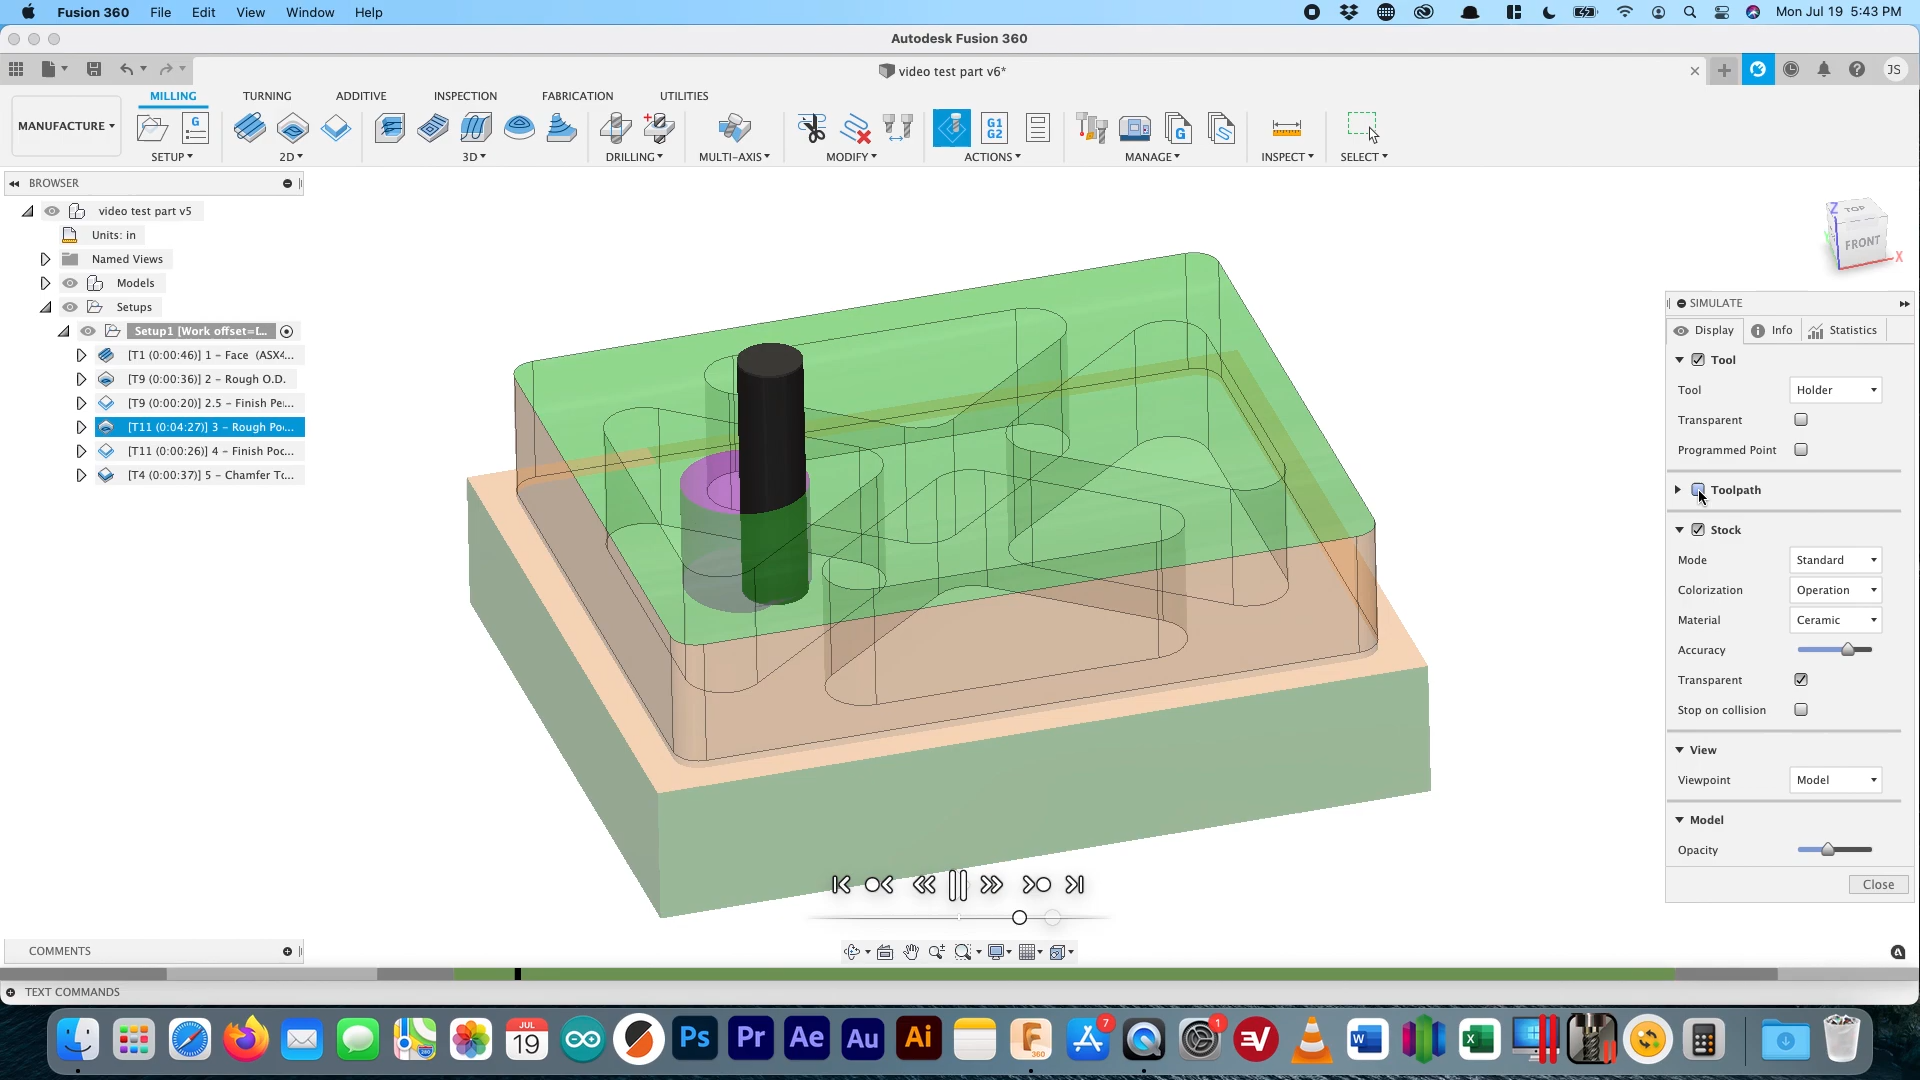 Fusion 360 File Edit View Window Help Mon Jul 19 5:43 PM
Autodesk Fusion 360
video test part v6* JS
MILLING TURNING ADDITIVE INSPECTION FABRICATION UTILITIES
MANUFACTURE
SETUP 2D 3D DRILLING MULTI-AXIS MODIFY ACTIONS MANAGE INSPECT SELECT
G G1 G2 G
BROWSER
video test part v5
Units: in
Named Views
Models
Setups
Setup1 [Work offset=[...
[T1 (0:00:46)] 1 - Face (ASX4...
[T9 (0:00:36)] 2 - Rough O.D.
[T9 (0:00:20)] 2.5 - Finish Pe...
[T11 (0:04:27)] 3 - Rough Po...
[T11 (0:00:26)] 4 - Finish Poc...
[T4 (0:00:37)] 5 - Chamfer Tc...
Z TOP
FRONT X
SIMULATE
Display Info Statistics
Tool
Tool Holder
Transparent
Programmed Point
Toolpath
Stock
Mode Standard
Colorization Operation
Material Ceramic
Accuracy
Transparent
Stop on collision
View
Viewpoint Model
Model
Opacity
Close
COMMENTS
TEXT COMMANDS
JUL 19 Ps Pr Ae Au Ai F 360 7 1 W X